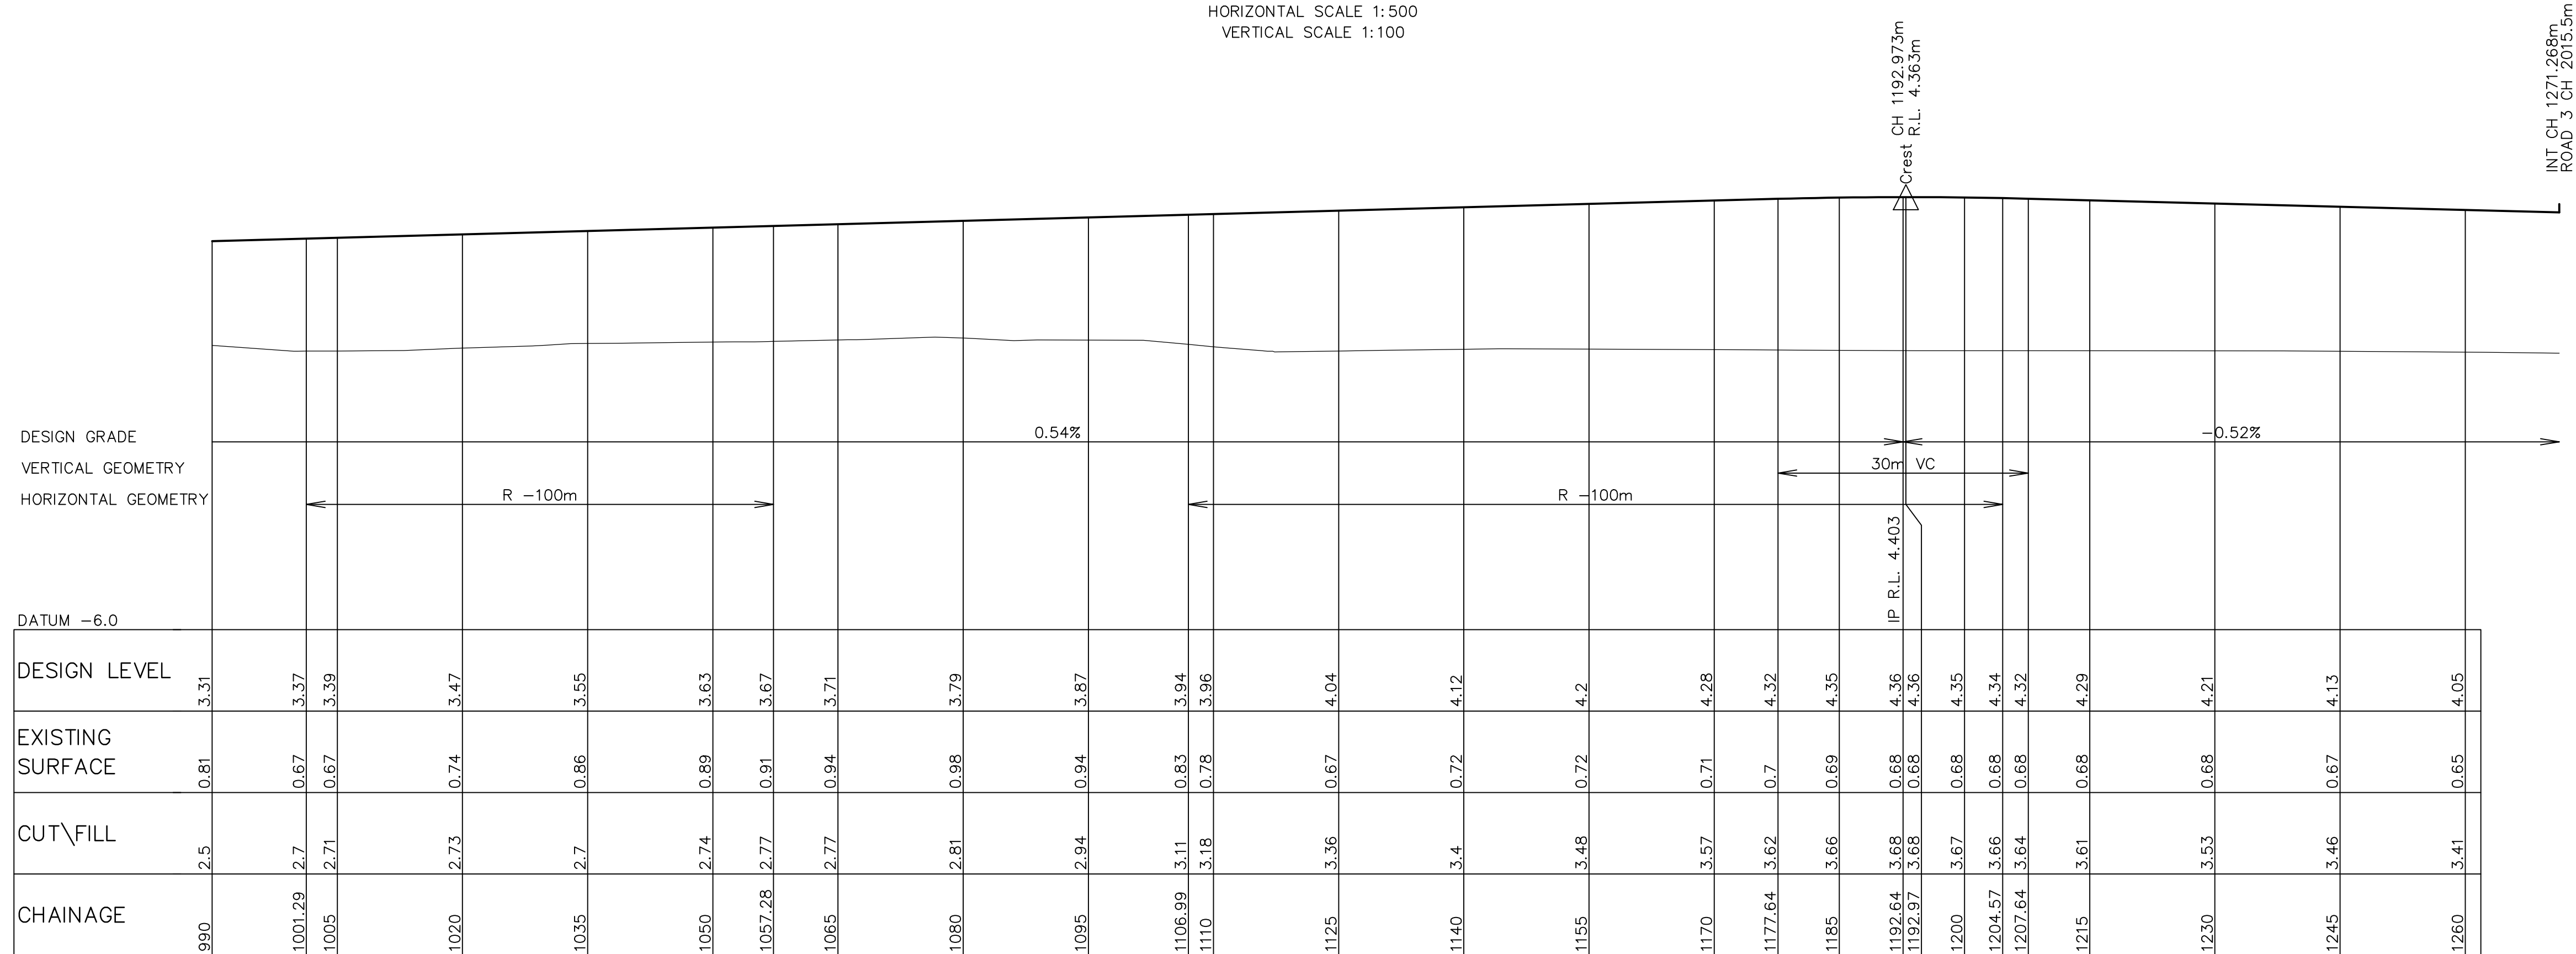 HORIZONTAL SCALE 1:500
VERTICAL SCALE 1:100
Crest CH 1192.973m
R.L. 4.363m
INT CH 1271.268m
ROAD 3 CH 2015.5m
DESIGN GRADE
0.54%
-0.52%
VERTICAL GEOMETRY
30m VC
HORIZONTAL GEOMETRY
R -100m
R -100m
IP R.L. 4.403
DATUM -6.0
DESIGN LEVEL 3.31 3.37 3.39 3.47 3.55 3.63 3.67 3.71 3.79 3.87 3.94 3.96 4.04 4.12 4.2 4.28 4.32 4.35 4.36 4.36 4.35 4.34 4.32 4.29 4.21 4.13 4.05
EXISTING
SURFACE 0.81 0.67 0.67 0.74 0.86 0.89 0.91 0.94 0.98 0.94 0.83 0.78 0.67 0.72 0.72 0.71 0.7 0.69 0.68 0.68 0.68 0.68 0.68 0.68 0.68 0.67 0.65
CUT\FILL 2.5 2.7 2.71 2.73 2.7 2.74 2.77 2.77 2.81 2.94 3.11 3.18 3.36 3.4 3.48 3.57 3.62 3.66 3.68 3.68 3.67 3.66 3.64 3.61 3.53 3.46 3.41
CHAINAGE 990 1001.29 1005 1020 1035 1050 1057.28 1065 1080 1095 1106.99 1110 1125 1140 1155 1170 1177.64 1185 1192.64 1192.97 1200 1204.57 1207.64 1215 1230 1245 1260